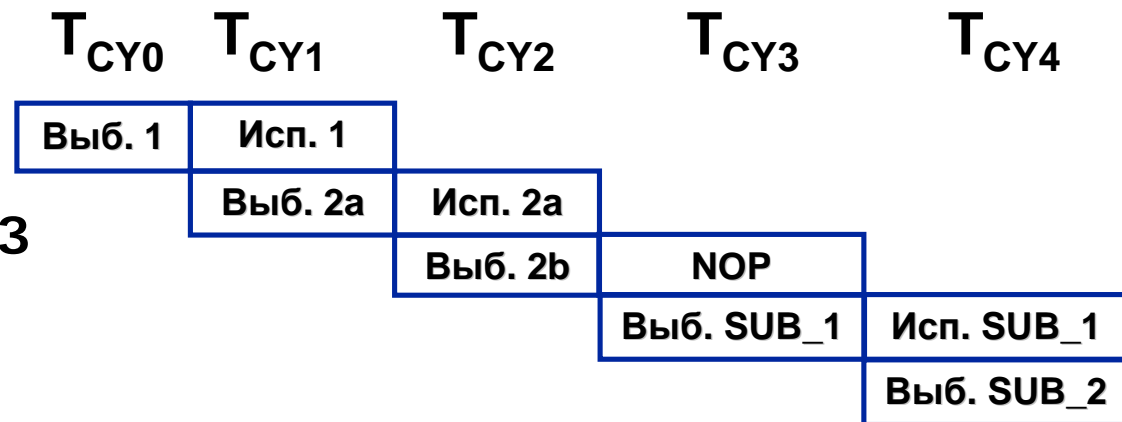 TCY0 TCY1 TCY2 TCY3 TCY4
Выб. 1 Исп. 1
Выб. 2a Исп. 2a
3
Выб. 2b NOP
Выб. SUB_1 Исп. SUB_1
Выб. SUB_2